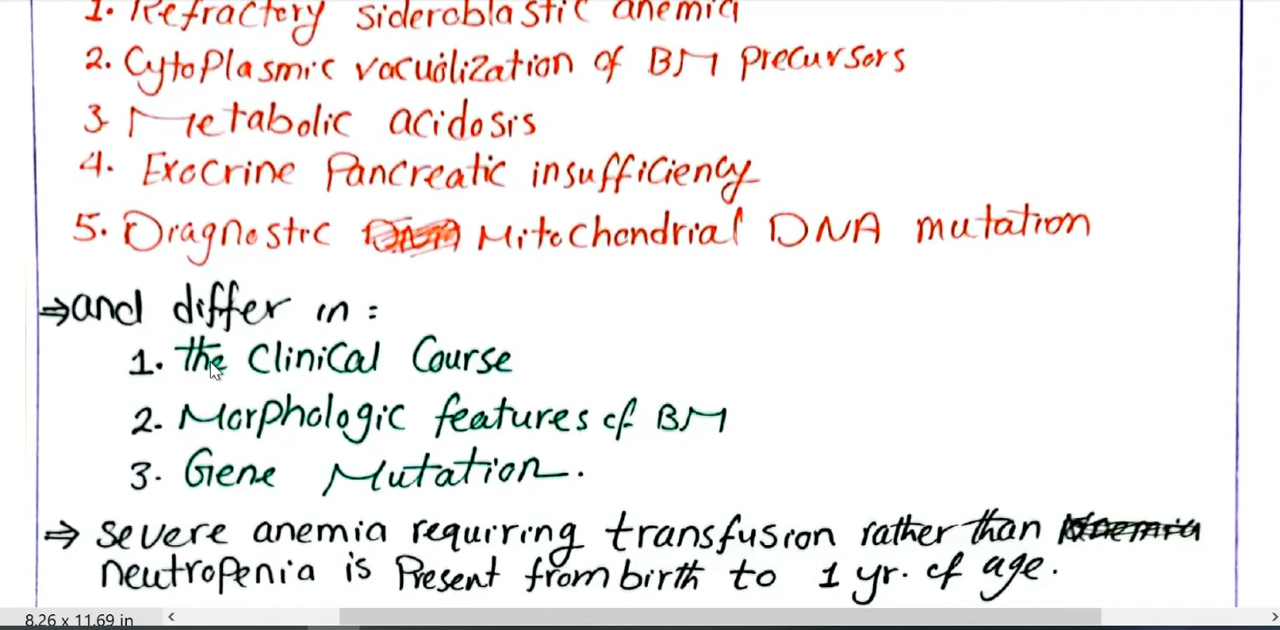 1. Refractory sideroblastic anemia
2. Cytoplasmic vacuolization of BM precursors
3 Metabolic acidosis
4. Exocrine Pancreatic insufficiency
5. Diagnostic Mitochondrial DNA mutation
⇒ and differ in :
1. the Clinical Course
2. Morphologic features of BM
3. Gene Mutation.
⇒ severe anemia requiring transfusion rather than
neutropenia is Present from birth to 1 yr. of age.
8.26 x 11.69 in